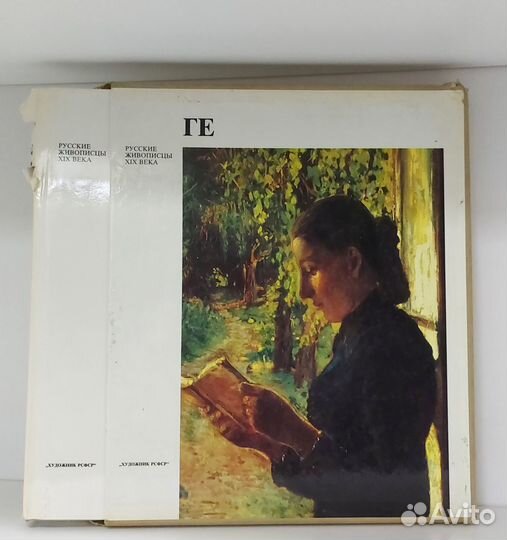 ГЕ
РУССКИЕ
ЖИВОПИСЦЫ
XIX ВЕКА
РУССКИЕ
ЖИВОПИСЦЫ
XIX ВЕКА
„ХУДОЖНИК РСФСР“
„ХУДОЖНИК РСФСР“
Avito